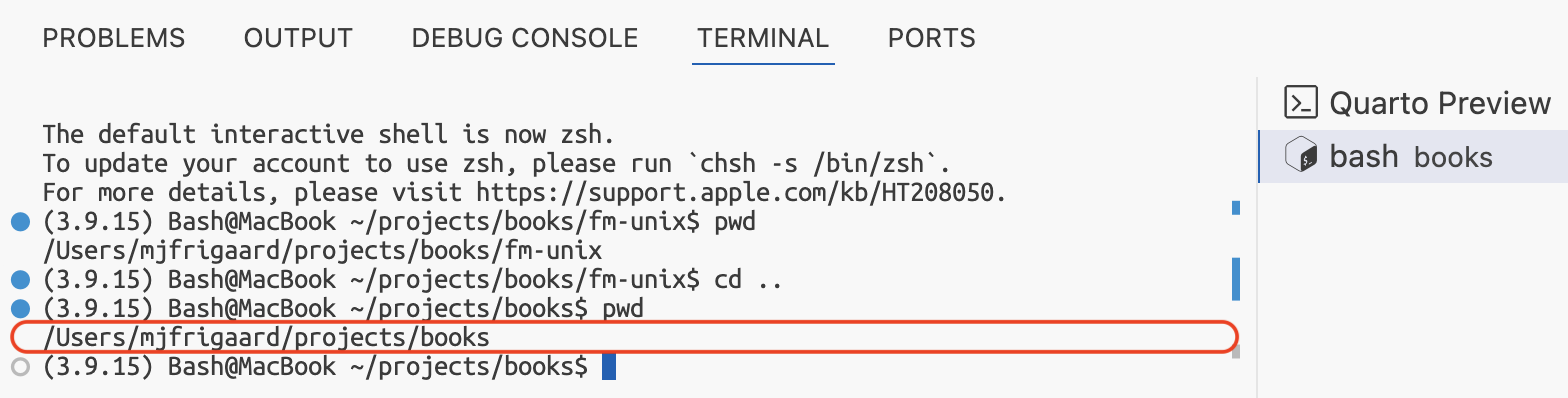 PROBLEMS OUTPUT DEBUG CONSOLE TERMINAL PORTS
The default interactive shell is now zsh.
To update your account to use zsh, please run `chsh -s /bin/zsh`.
For more details, please visit https://support.apple.com/kb/HT208050.
(3.9.15) Bash@MacBook ~/projects/books/fm-unix$ pwd
/Users/mjfrigaard/projects/books/fm-unix
(3.9.15) Bash@MacBook ~/projects/books/fm-unix$ cd ..
(3.9.15) Bash@MacBook ~/projects/books$ pwd
/Users/mjfrigaard/projects/books
(3.9.15) Bash@MacBook ~/projects/books$
Quarto Preview
bash books